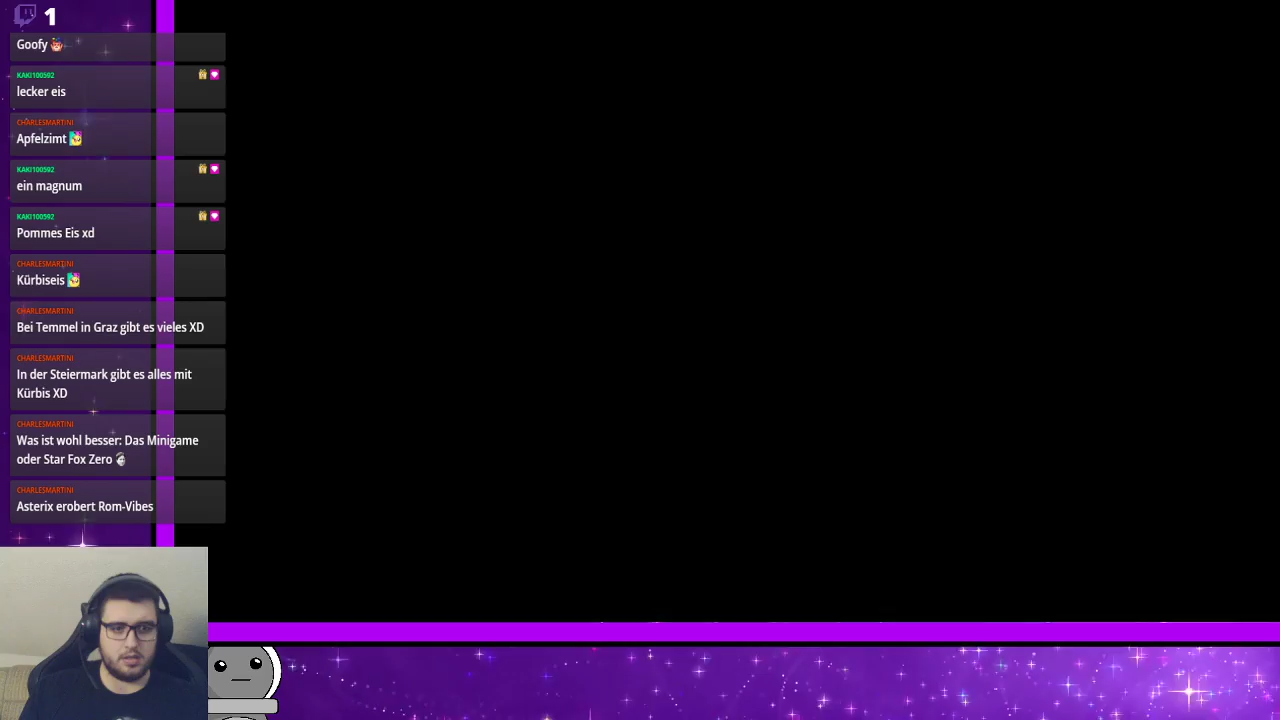 1
Goofy
KAKI100592
lecker eis
CHARLESMARTINI
Apfelzimt
KAKI100592
ein magnum
KAKI100592
Pommes Eis xd
CHARLESMARTINI
Kürbiseis
CHARLESMARTINI
Bei Temmel in Graz gibt es vieles XD
CHARLESMARTINI
In der Steiermark gibt es alles mit
Kürbis XD
CHARLESMARTINI
Was ist wohl besser: Das Minigame
oder Star Fox Zero
CHARLESMARTINI
Asterix erobert Rom-Vibes